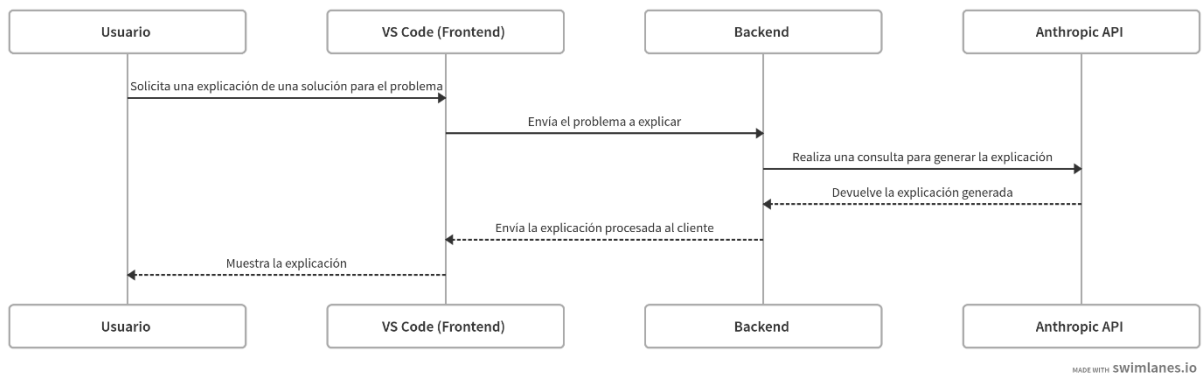 Usuario
VS Code (Frontend)
Backend
Anthropic API
Solicita una explicación de una solución para el problema
Envía el problema a explicar
Realiza una consulta para generar la explicación
Devuelve la explicación generada
Envía la explicación procesada al cliente
Muestra la explicación
Usuario
VS Code (Frontend)
Backend
Anthropic API
MADE WITH swimlanes.io